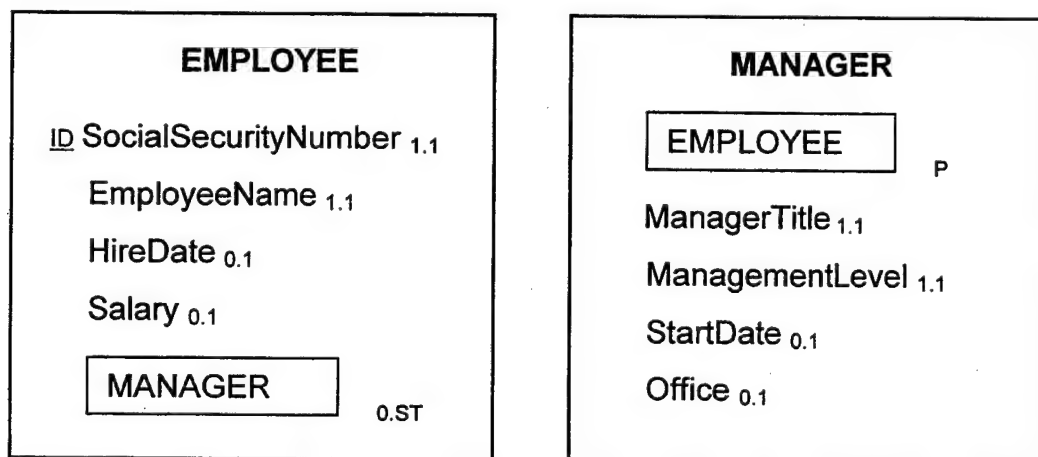 EMPLOYEE
ID SocialSecurityNumber 1.1
EmployeeName 1.1
HireDate 0.1
Salary 0.1
MANAGER 0.ST
MANAGER
EMPLOYEE P
ManagerTitle 1.1
ManagementLevel 1.1
StartDate 0.1
Office 0.1